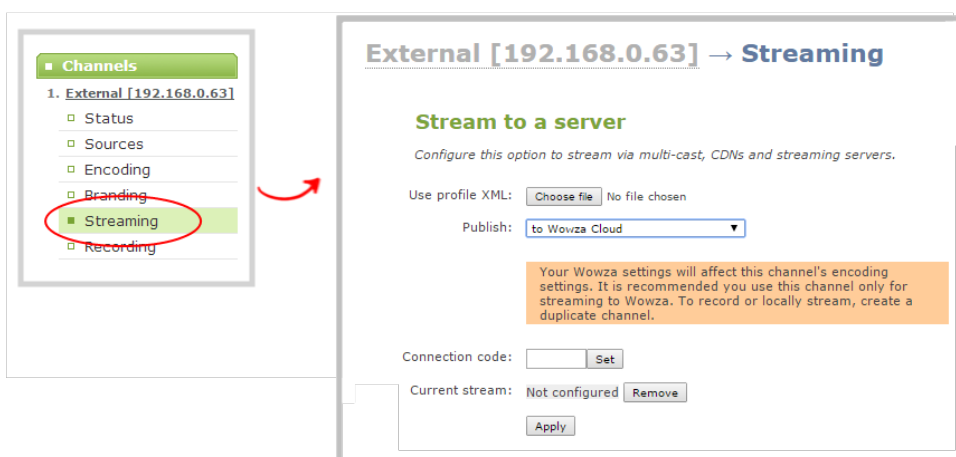 Channels
1. External [192.168.0.63]
Status
Sources
Encoding
Branding
Streaming
Recording
External [192.168.0.63] → Streaming
Stream to a server
Configure this option to stream via multi-cast, CDNs and streaming servers.
Use profile XML: Choose file No file chosen
Publish: to Wowza Cloud
Your Wowza settings will affect this channel's encoding
settings. It is recommended you use this channel only for
streaming to Wowza. To record or locally stream, create a
duplicate channel.
Connection code: Set
Current stream: Not configured Remove
Apply